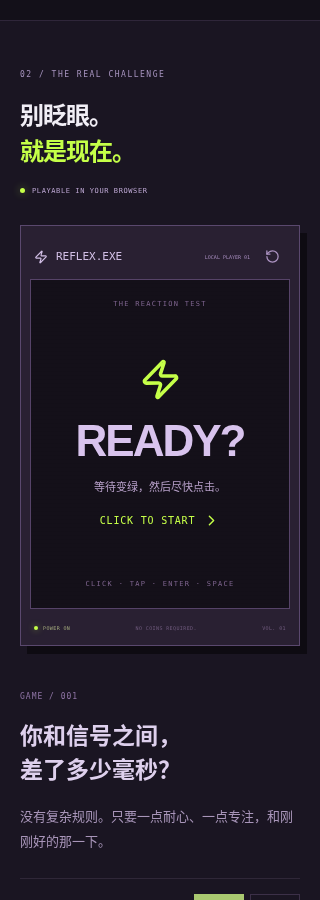 02 / THE REAL CHALLENGE
别眨眼。
就是现在。
PLAYABLE IN YOUR BROWSER
REFLEX.EXE
LOCAL PLAYER 01
THE REACTION TEST
READY?
等待变绿，然后尽快点击。
CLICK TO START
CLICK · TAP · ENTER · SPACE
POWER ON
NO COINS REQUIRED.
VOL. 01
GAME / 001
你和信号之间，
差了多少毫秒？
没有复杂规则。只要一点耐心、一点专注，和刚
刚好的那一下。